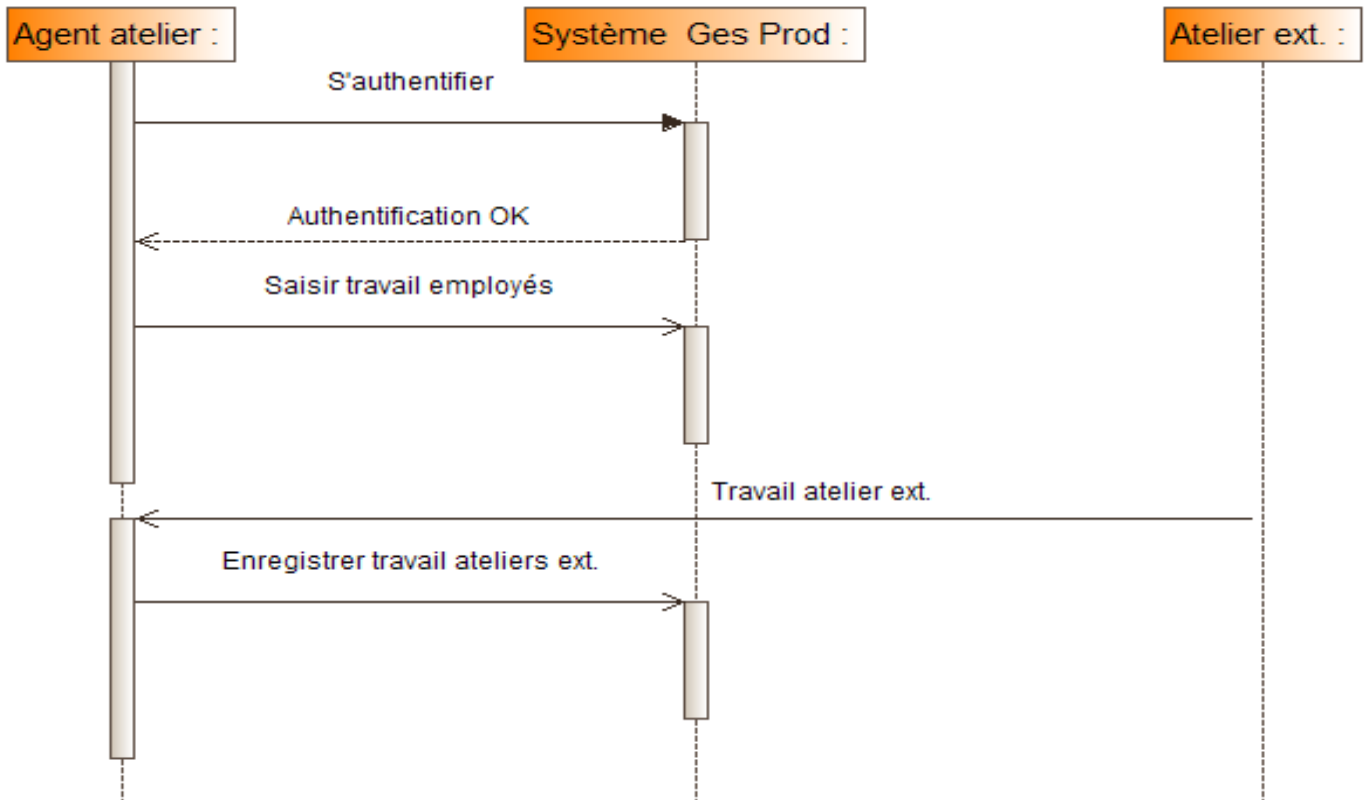 Agent atelier :
Système Ges Prod :
Atelier ext. :
S'authentifier
Authentification OK
Saisir travail employés
Travail atelier ext.
Enregistrer travail ateliers ext.